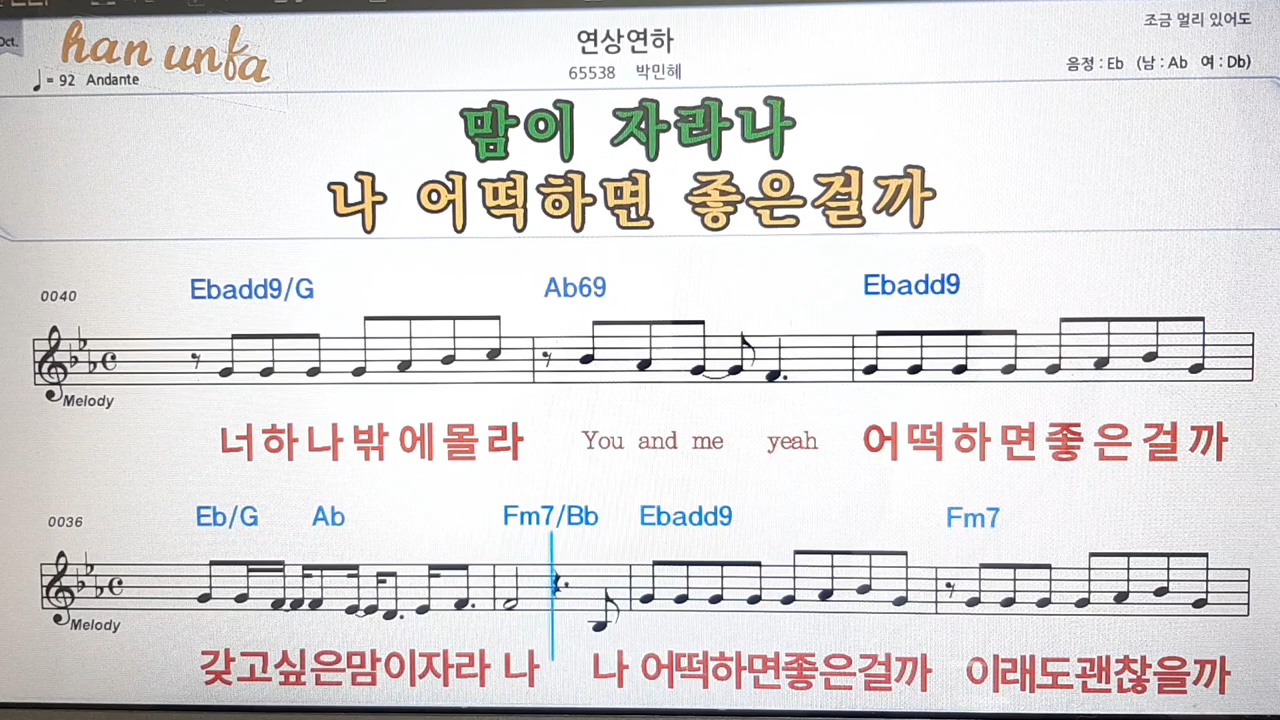 Oct.
han unfa
♩= 92 Andante
연상연하
65538 박민혜
조금 멀리 있어도
음정 : Eb (남 : Ab 여 : Db)
맘이 자라나
나 어떡하면 좋은걸까
0040
Ebadd9/G Ab69 Ebadd9
Melody
너하나밖에몰라 You and me yeah 어떡하면좋은걸까
0036
Eb/G Ab Fm7/Bb Ebadd9 Fm7
Melody
갖고싶은맘이자라 나 나 어떡하면좋은걸까 이래도괜찮을까